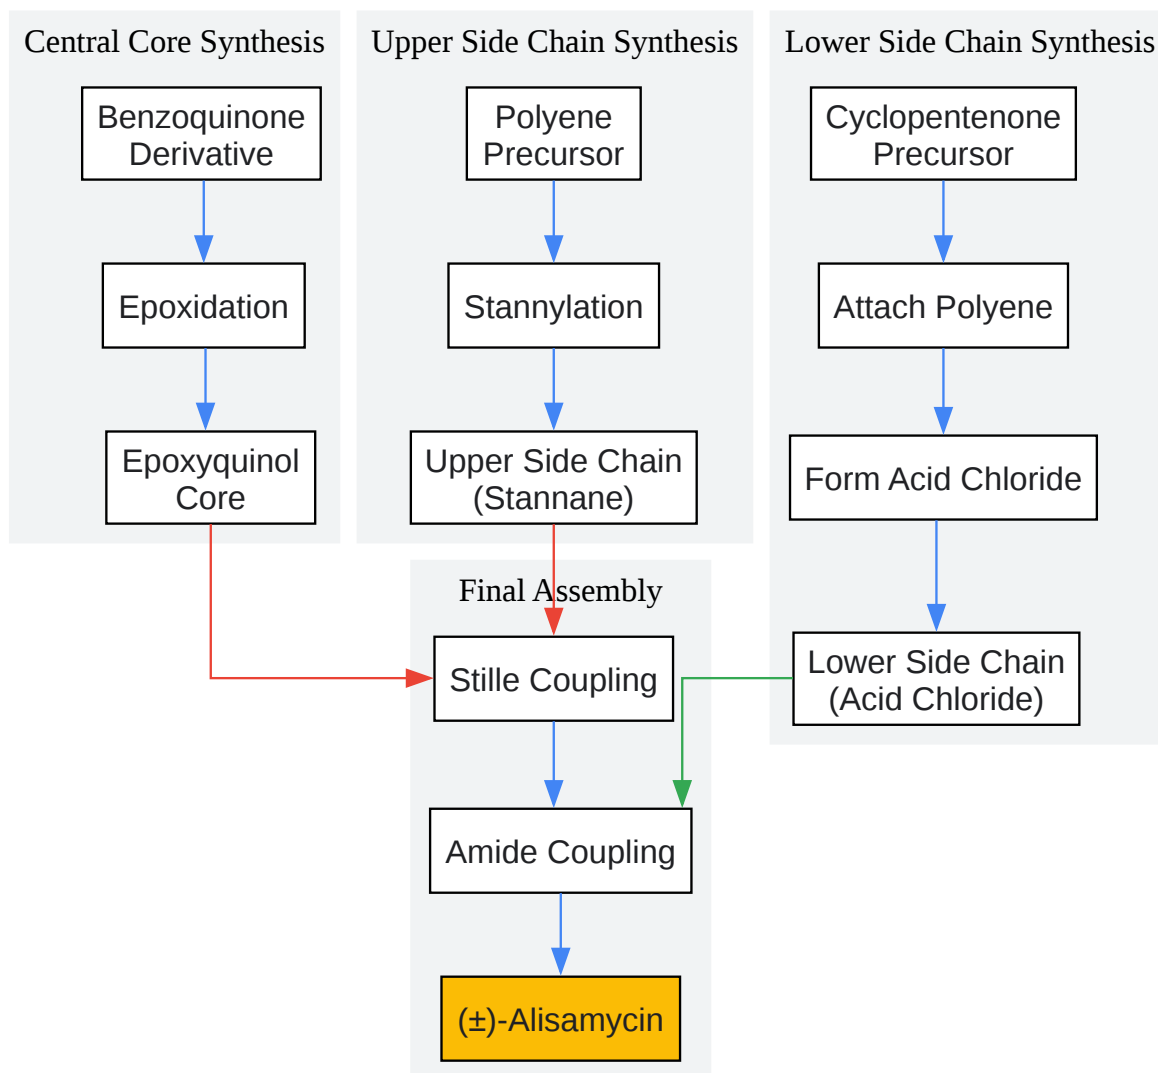 Central Core Synthesis
Benzoquinone
Derivative
Epoxidation
Epoxyquinol
Core
Upper Side Chain Synthesis
Polyene
Precursor
Stannylation
Upper Side Chain
(Stannane)
Lower Side Chain Synthesis
Cyclopentenone
Precursor
Attach Polyene
Form Acid Chloride
Lower Side Chain
(Acid Chloride)
Final Assembly
Stille Coupling
Amide Coupling
(±)-Alisamycin